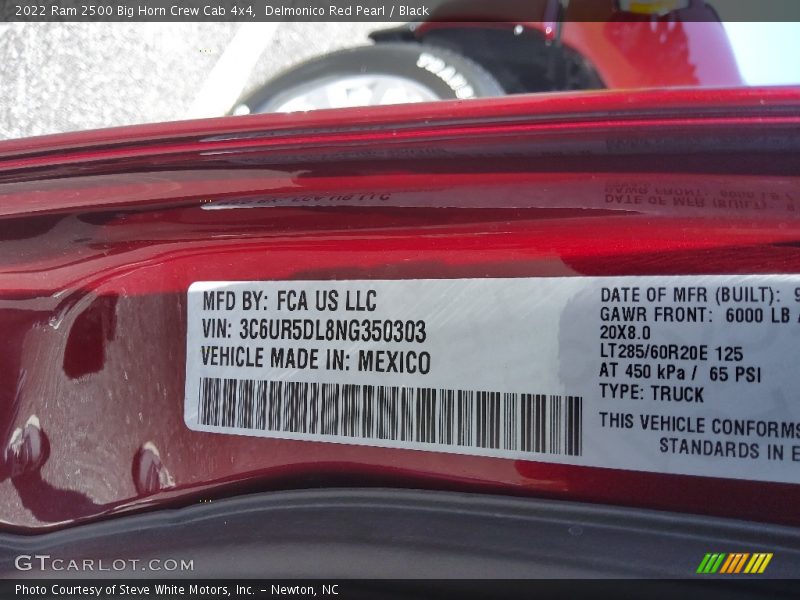 2022 Ram 2500 Big Horn Crew Cab 4x4, Delmonico Red Pearl / Black
MFD BY: FCA US LLC
VIN: 3C6UR5DL8NG350303
VEHICLE MADE IN: MEXICO
DATE OF MFR (BUILT): 9
GAWR FRONT: 6000 LB
20X8.0
LT285/60R20E 125
AT 450 kPa / 65 PSI
TYPE: TRUCK
THIS VEHICLE CONFORMS
STANDARDS IN E
GTCARLOT.COM
Photo Courtesy of Steve White Motors, Inc. – Newton, NC